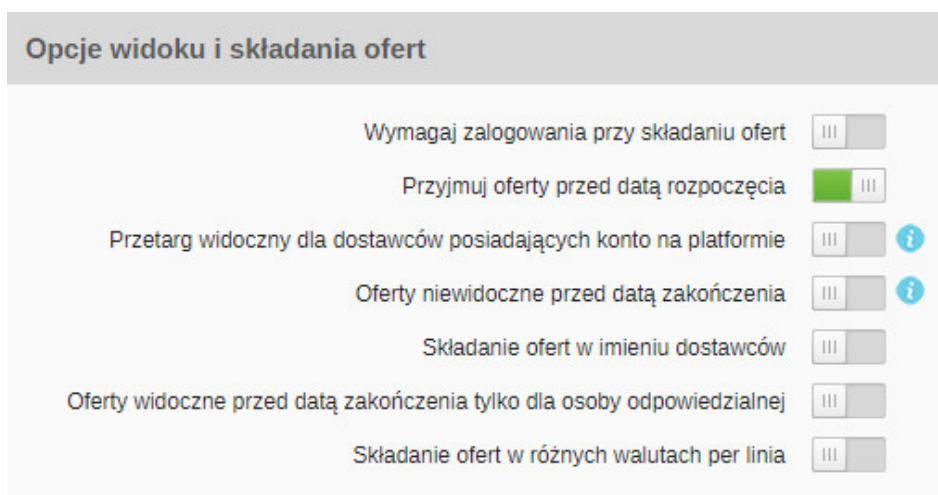 Opcje widoku i składania ofert
Wymagaj zalogowania przy składaniu ofert
Przyjmuj oferty przed datą rozpoczęcia
Przetarg widoczny dla dostawców posiadających konto na platformie
Oferty niewidoczne przed datą zakończenia
Składanie ofert w imieniu dostawców
Oferty widoczne przed datą zakończenia tylko dla osoby odpowiedzialnej
Składanie ofert w różnych walutach per linia